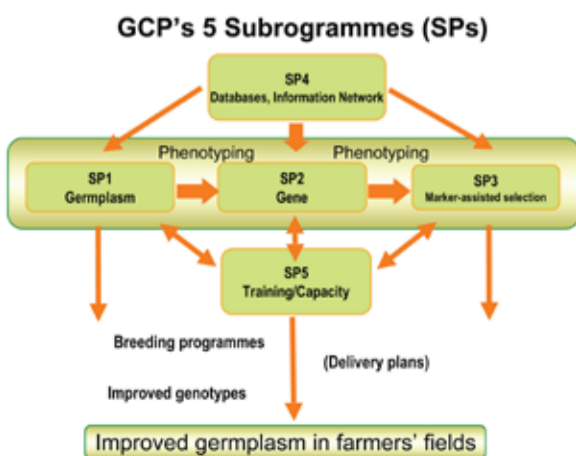 GCP's 5 Subrogrammes (SPs)
SP4
Databases, Information Network
Phenotyping
Phenotyping
SP1
Germplasm
SP2
Gene
SP3
Marker-assisted selection
SP5
Training/Capacity
Breeding programmes
(Delivery plans)
Improved genotypes
Improved germplasm in farmers' fields